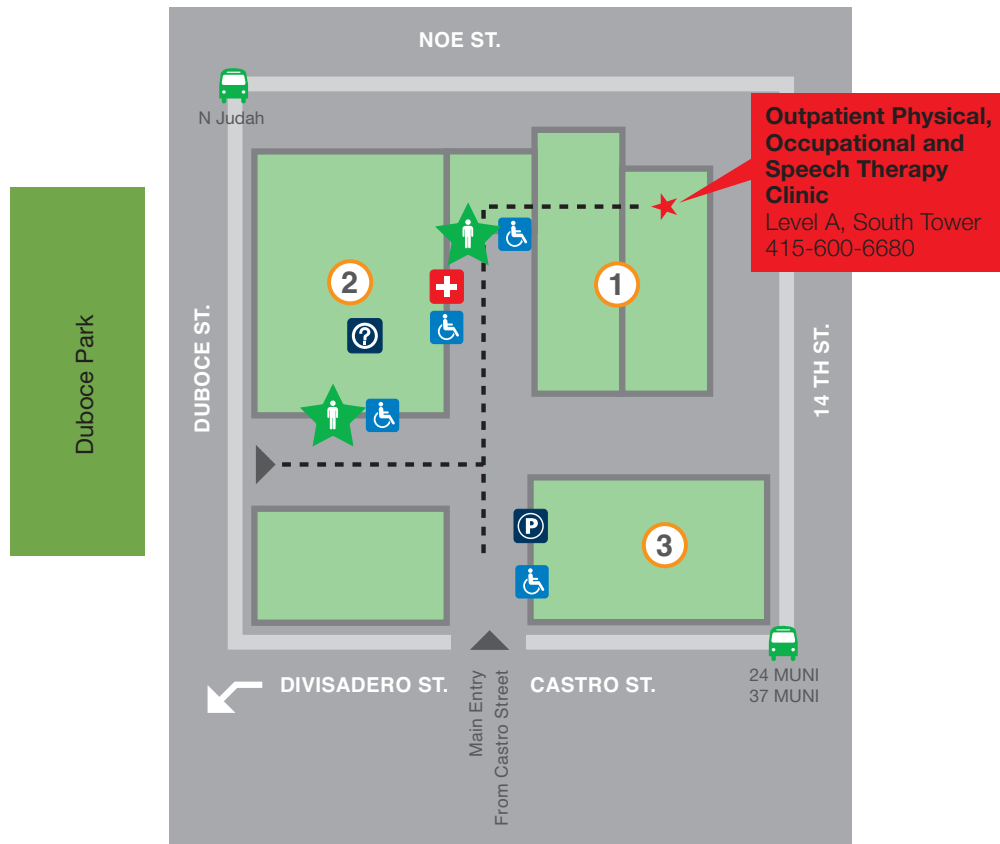 NOE ST.
N Judah
Outpatient Physical,
Occupational and
Speech Therapy
Clinic
Level A, South Tower
415-600-6680
2
1
?
Duboce Park
DUBOCE ST.
14 TH ST.
P
3
24 MUNI
37 MUNI
DIVISADERO ST.
CASTRO ST.
Main Entry
From Castro Street